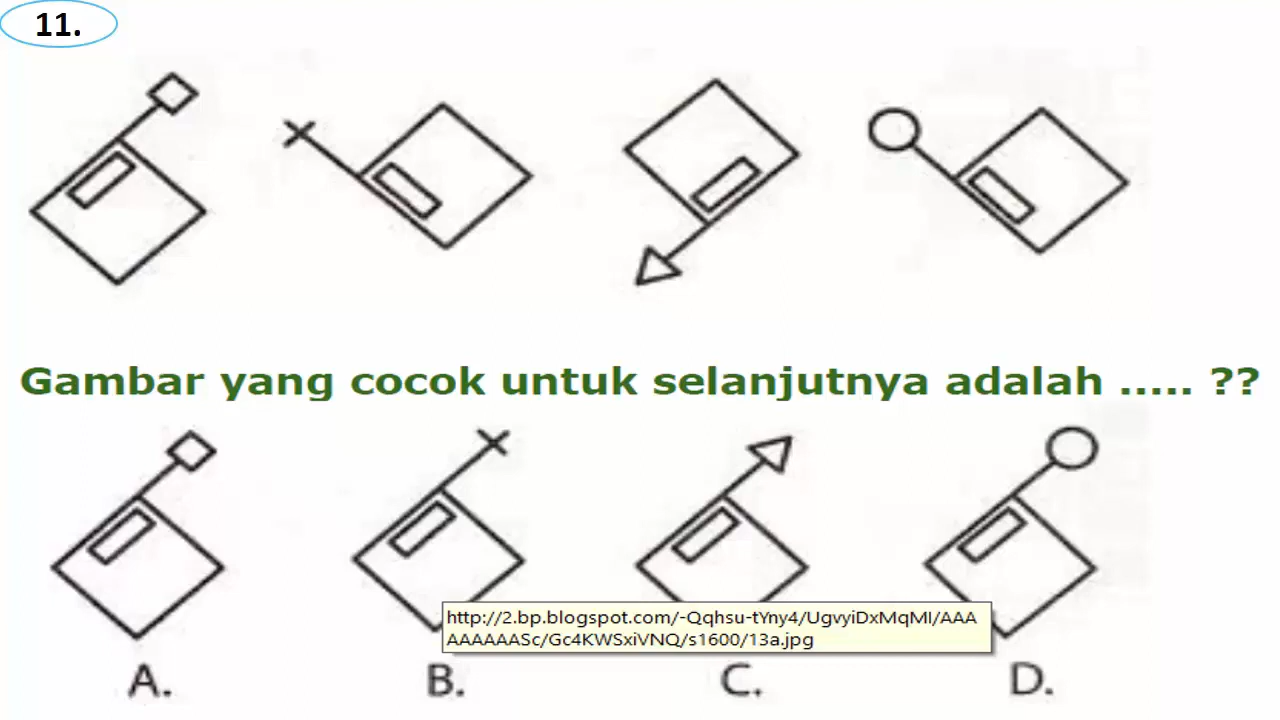 11.
Gambar yang cocok untuk selanjutnya adalah ..... ??
http://2.bp.blogspot.com/-Qqhsu-tYny4/UgvyiDxMqMI/AAA
AAAAAASc/Gc4KWSxiVNQ/s1600/13a.jpg
A. B. C. D.